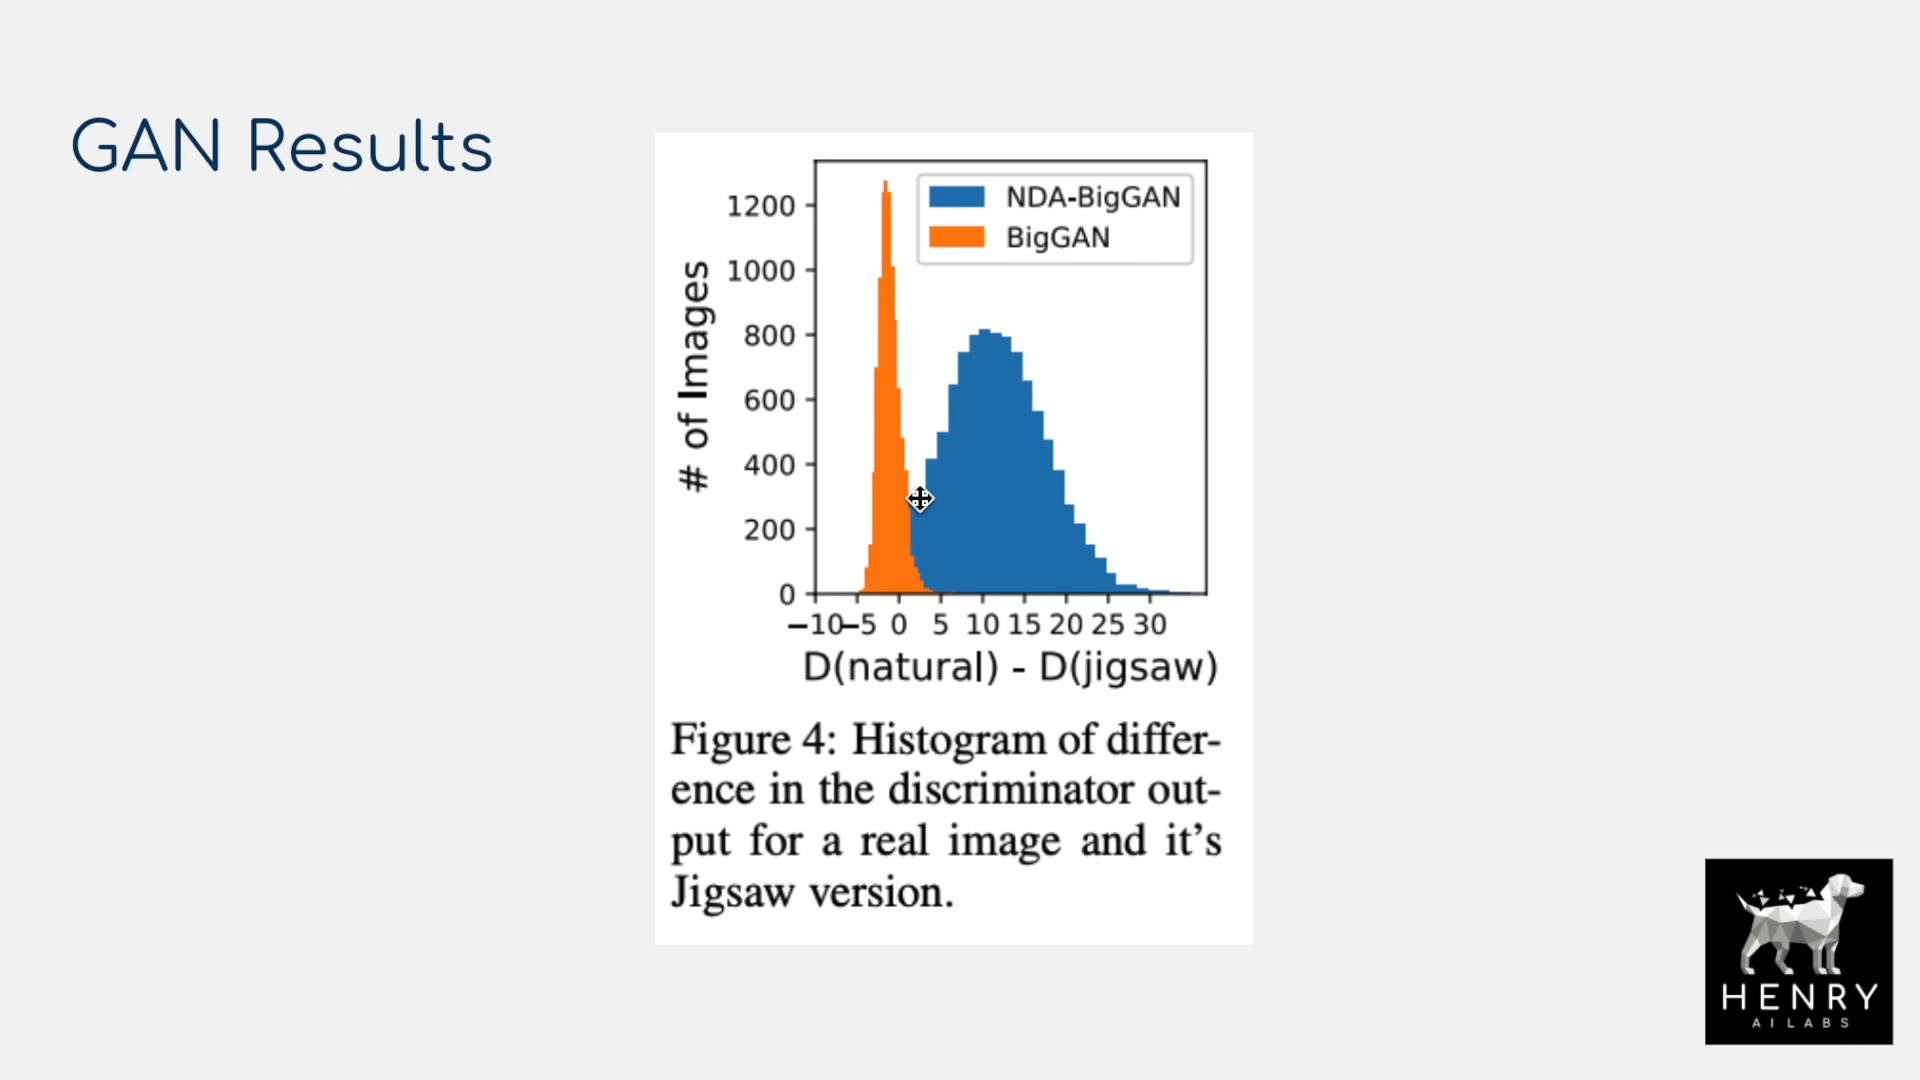 GAN Results
NDA-BigGAN
BigGAN
# of Images
1200
1000
800
600
400
200
0
−10 −5 0 5 10 15 20 25 30
D(natural) - D(jigsaw)
Figure 4: Histogram of differ-
ence in the discriminator out-
put for a real image and it’s
Jigsaw version.
HENRY
AI LABS